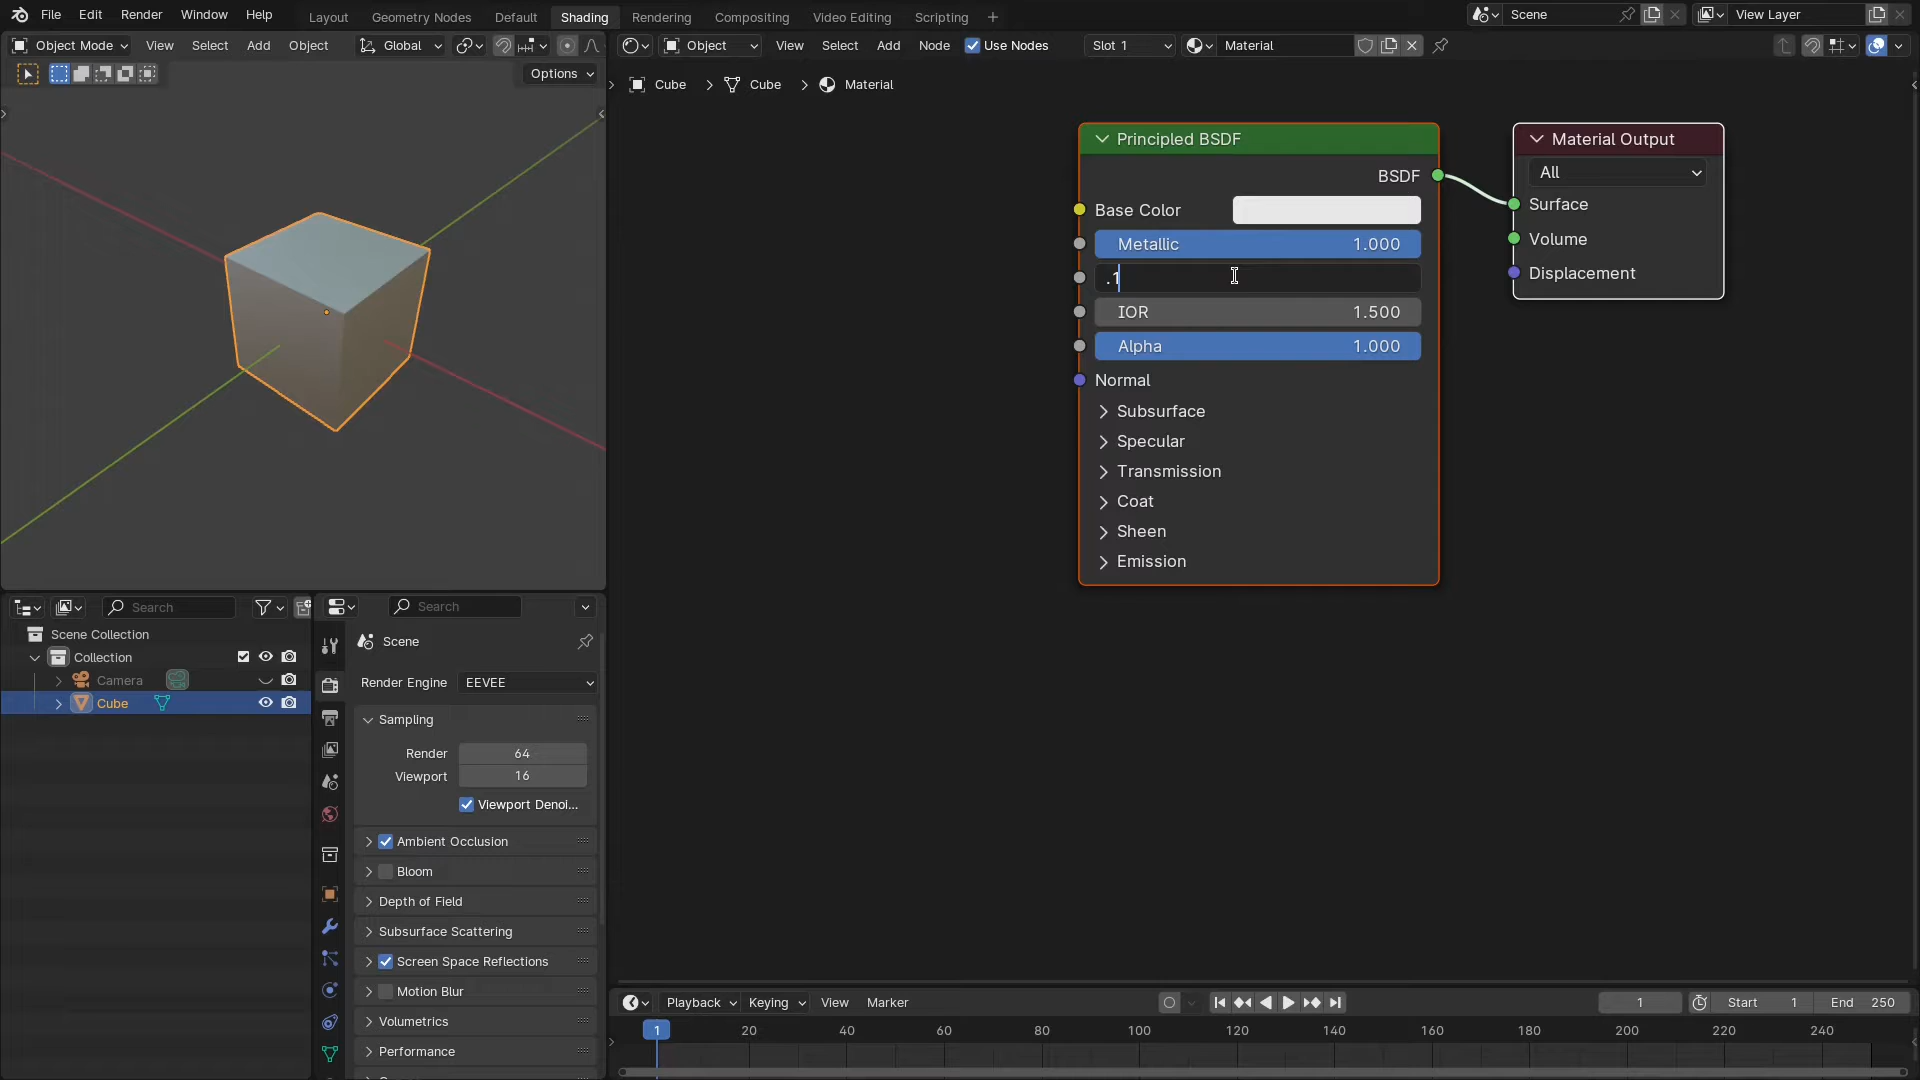 File Edit Render Window Help Layout Geometry Nodes Default Shading Rendering Compositing Video Editing Scripting + Scene View Layer
Object Mode View Select Add Object Global
Options
Object View Select Add Node Use Nodes Slot 1 Material
Cube > Cube > Material
Principled BSDF
BSDF
Base Color
Metallic 1.000
.1
IOR 1.500
Alpha 1.000
Normal
Subsurface
Specular
Transmission
Coat
Sheen
Emission
Material Output
All
Surface
Volume
Displacement
Search
Scene Collection
Collection
Camera
Cube
Search
Scene
Render Engine EEVEE
Sampling
Render 64
Viewport 16
Viewport Denoi...
Ambient Occlusion
Bloom
Depth of Field
Subsurface Scattering
Screen Space Reflections
Motion Blur
Volumetrics
Performance
Playback Keying View Marker 1 Start 1 End 250
1 20 40 60 80 100 120 140 160 180 200 220 240